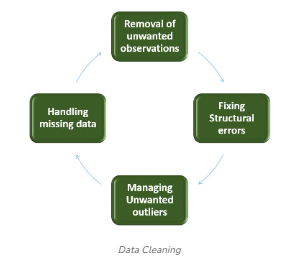 Removal of
unwanted
observations
Fixing
Structural
errors
Managing
Unwanted
outliers
Handling
missing data
Data Cleaning